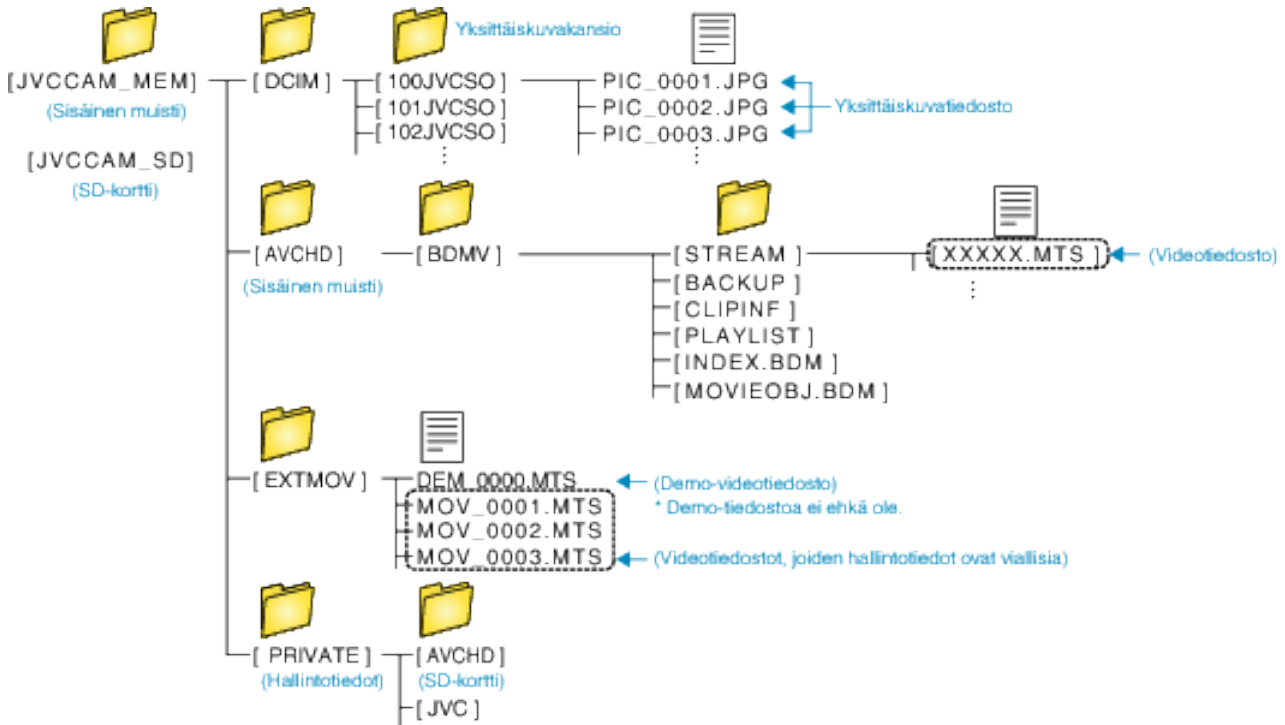 Yksittäiskuvakansio
[JVCCAM_MEM]
[DCIM]
[100JVCSO]
PIC_0001.JPG
(Sisäinen muisti)
[101JVCSO]
PIC_0002.JPG
Yksittäiskuvatiedosto
[102JVCSO]
PIC_0003.JPG
[JVCCAM_SD]
(SD-kortti)
[AVCHD]
[BDMV]
[STREAM]
[XXXXX.MTS]
(Videotiedosto)
(Sisäinen muisti)
[BACKUP]
[CLIPINF]
[PLAYLIST]
[INDEX.BDM]
[MOVIEOBJ.BDM]
[EXTMOV]
DEM_0000.MTS
(Demo-videotiedosto)
MOV_0001.MTS
* Demo-tiedostoa ei ehkä ole.
MOV_0002.MTS
MOV_0003.MTS
(Videotiedostot, joiden hallintotiedot ovat viallisia)
[PRIVATE]
[AVCHD]
(Hallintotiedot)
(SD-kortti)
[JVC]